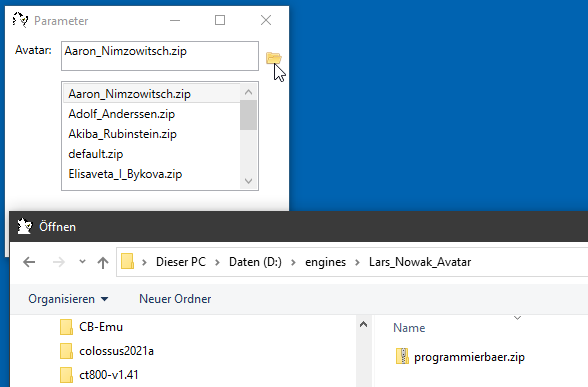 Parameter
Avatar:
Aaron_Nimzowitsch.zip
Aaron_Nimzowitsch.zip
Adolf_Anderssen.zip
Akiba_Rubinstein.zip
default.zip
Elisaveta_I_Bykova.zip
Öffnen
Dieser PC > Daten (D:) > engines > Lars_Nowak_Avatar
Organisieren Neuer Ordner
CB-Emu
colossus2021a
ct800-v1.41
Name
programmierbaer.zip